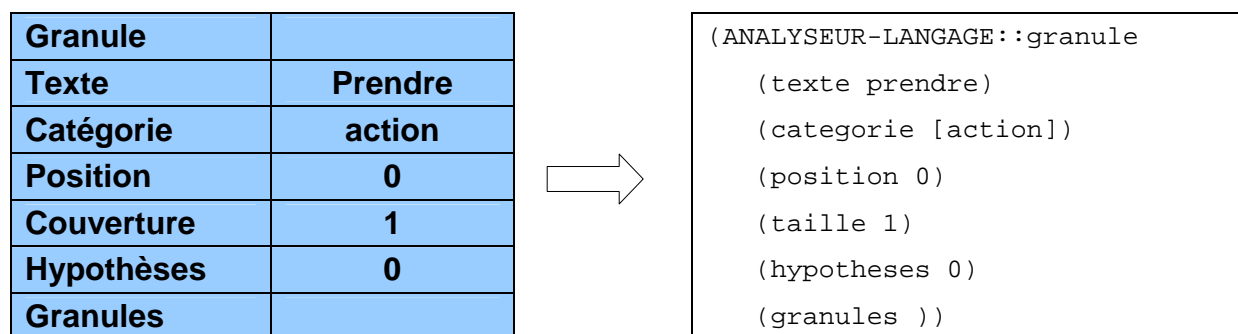 Granule
Texte Prendre
Catégorie action
Position 0
Couverture 1
Hypothèses 0
Granules
(ANALYSEUR-LANGAGE::granule
(texte prendre)
(categorie [action])
(position 0)
(taille 1)
(hypotheses 0)
(granules ))